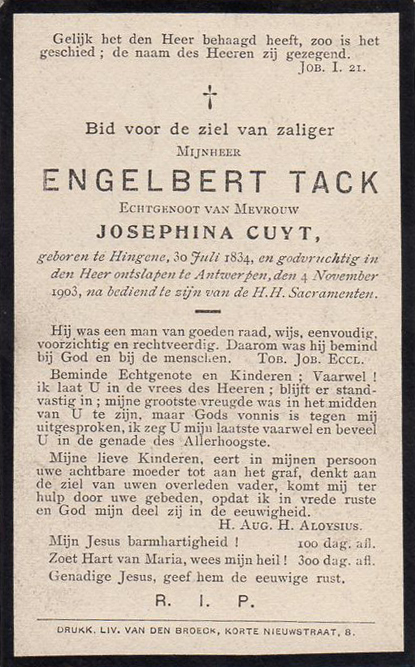 Gelijk het den Heer behaagd heeft, zoo is het
geschied ; de naam des Heeren zij gezegend.
JOB. I. 21.
Bid voor de ziel van zaliger
MIJNHEER
ENGELBERT TACK
ECHTGENOOT VAN MEVROUW
JOSEPHINA CUYT,
geboren te Hingene, 30 Juli 1834, en godvruchtig in
den Heer ontslapen te Antwerpen, den 4 November
1903, na bediend te zijn van de H.H. Sacramenten.
Hij was een man van goeden raad, wijs, eenvoudig,
voorzichtig en rechtveerdig. Daarom was hij bemind
bij God en bij de menschen. TOB. JOB. ECCL.
Beminde Echtgenote en Kinderen ; Vaarwel !
ik laat U in de vrees des Heeren ; blijft er stand-
vastig in ; mijne grootste vreugde was in het midden
van U te zijn, maar Gods vonnis is tegen mij
uitgesproken, ik zeg U mijn laatste vaarwel en beveel
U in de genade des Allerhoogste.
Mijne lieve Kinderen, eert in mijnen persoon
uwe achtbare moeder tot aan het graf, denkt aan
de ziel van uwen overleden vader, komt mij ter
hulp door uwe gebeden, opdat ik in vrede ruste
en God mijn deel zij in de eeuwigheid.
H. AUG. H. ALOYSIUS.
Mijn Jesus barmhartigheid ! 100 dag. afl.
Zoet Hart van Maria, wees mijn heil ! 300 dag. afl.
Genadige Jesus, geef hem de eeuwige rust.
R. I. P.
DRUKK. LIV. VAN DEN BROECK, KORTE NIEUWSTRAAT, 8.